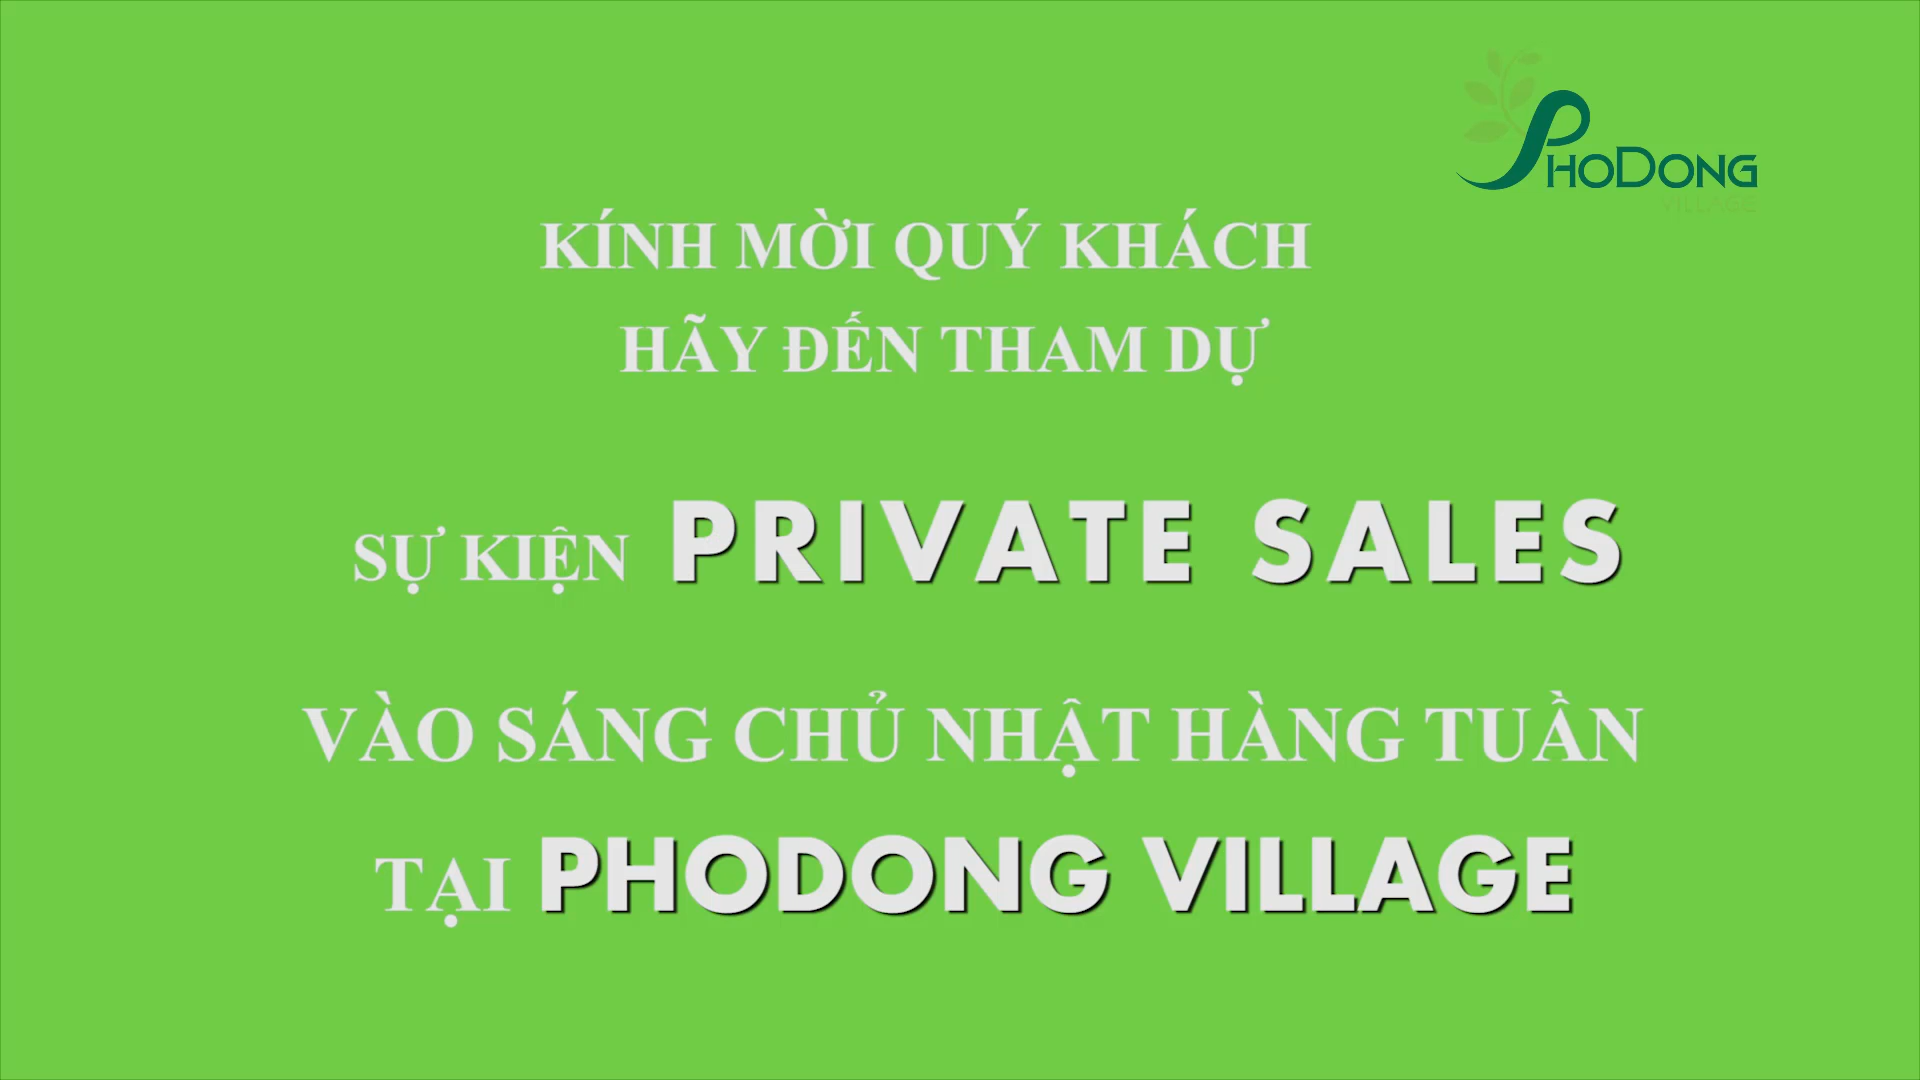 PHODONG
VILLAGE
KÍNH MỜI QUÝ KHÁCH
HÃY ĐẾN THAM DỰ
SỰ KIỆN PRIVATE SALES
VÀO SÁNG CHỦ NHẬT HÀNG TUẦN
TẠI PHODONG VILLAGE